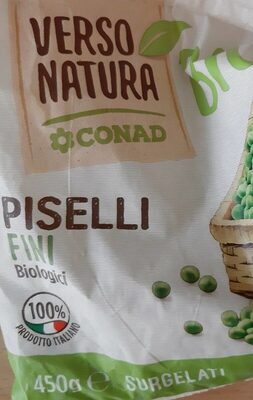 VERSO
NATURA
CONAD
PISELLI
FINI
Biologici
100%
PRODOTTO ITALIANO
450g e SURGELATI